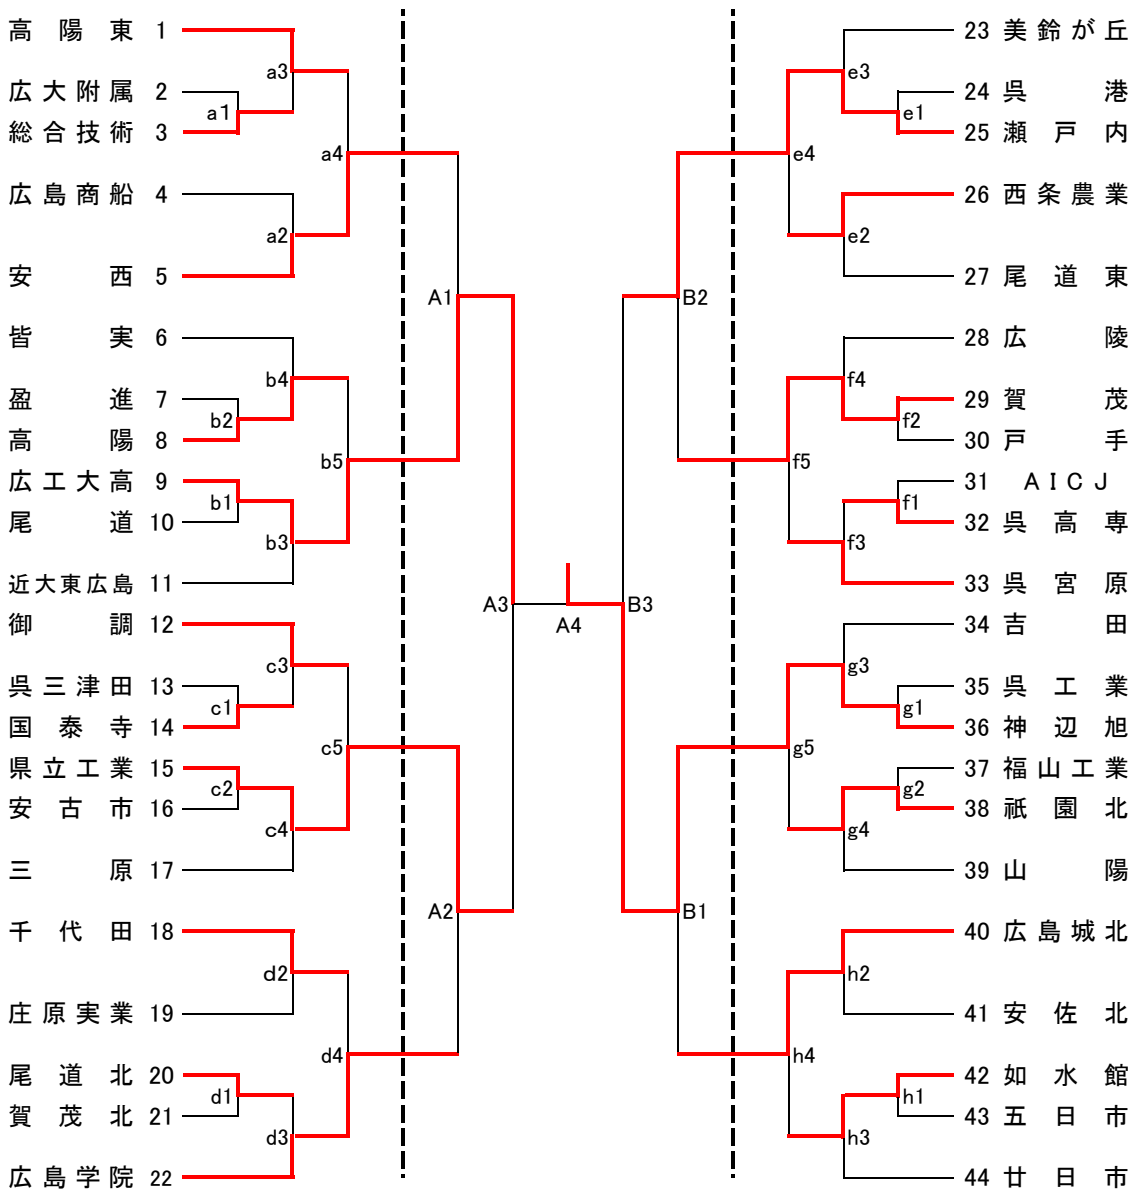 高陽東 1
a3
広大附属 2
a1
総合技術 3
a4
広島商船 4
a2
安西 5
A1
皆実 6
b4
盈進 7
b2
高陽 8
b5
広工大高 9
b1
尾道 10
b3
近大東広島 11
A3
御調 12
c3
呉三津田 13
c1
国泰寺 14
c5
県立工業 15
c2
安古市 16
c4
三原 17
A2
千代田 18
d2
庄原実業 19
d4
尾道北 20
d1
賀茂北 21
d3
広島学院 22
A4
23 美鈴が丘
e3
24 呉港
e1
25 瀬戸内
e4
26 西条農業
e2
27 尾道東
B2
28 広陵
f4
29 賀茂
f2
30 戸手
f5
31 AICJ
f1
32 呉高専
f3
33 呉宮原
B3
34 吉田
g3
35 呉工業
g1
36 神辺旭
g5
37 福山工業
g2
38 祇園北
g4
39 山陽
B1
40 広島城北
h2
41 安佐北
h4
42 如水館
h1
43 五日市
h3
44 廿日市